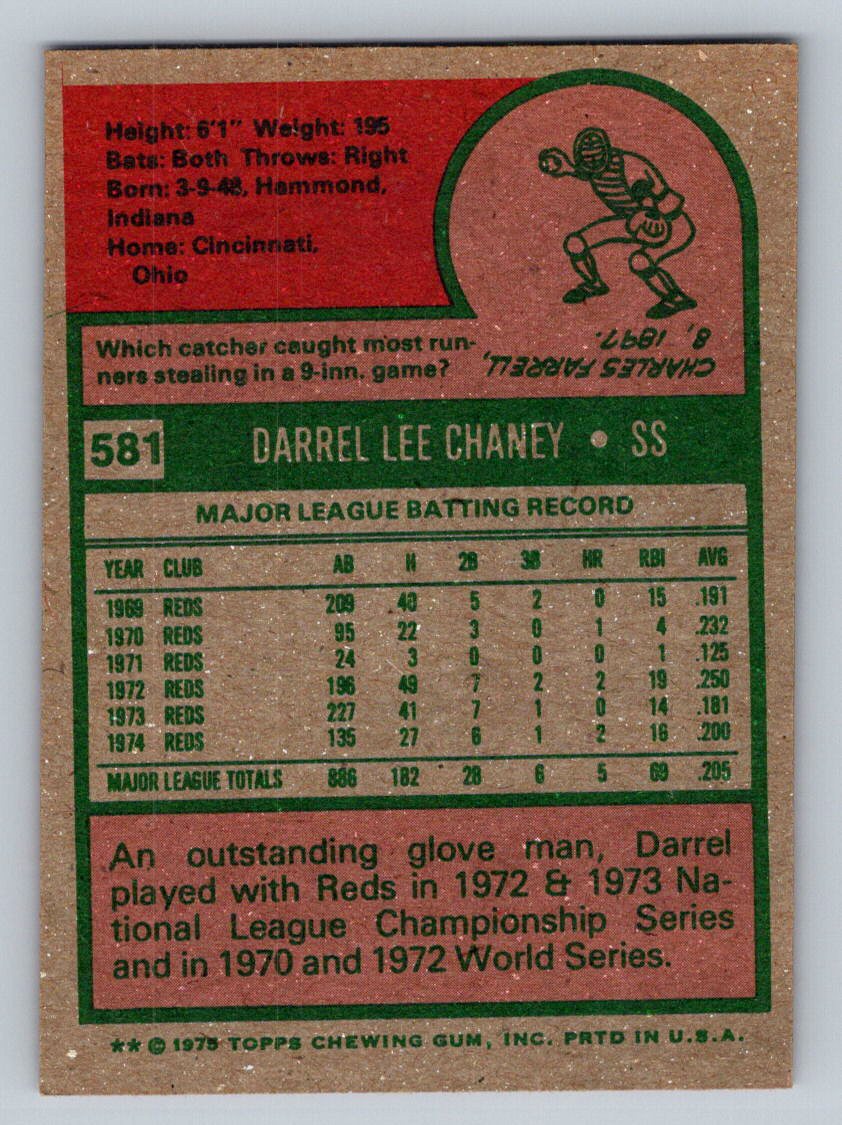 Height: 6'1" Weight: 195
Bats: Both Throws: Right
Born: 3-9-48, Hammond,
Indiana
Home: Cincinnati,
Ohio
Which catcher caught most run-
ners stealing in a 9-inn. game?
CHARLES FARRELL,
8, 1897.
581 DARREL LEE CHANEY • SS
MAJOR LEAGUE BATTING RECORD
YEAR CLUB AB H 2B 3B HR RBI AVG
1969 REDS 209 40 5 2 0 15 .191
1970 REDS 95 22 3 0 1 4 .232
1971 REDS 24 3 0 0 0 1 .125
1972 REDS 196 49 7 2 2 19 .250
1973 REDS 227 41 7 1 0 14 .181
1974 REDS 135 27 6 1 2 16 .200
MAJOR LEAGUE TOTALS 886 182 28 6 5 69 .205
An outstanding glove man, Darrel
played with Reds in 1972 & 1973 Na-
tional League Championship Series
and in 1970 and 1972 World Series.
** © 1975 TOPPS CHEWING GUM, INC. PRTD IN U.S.A.